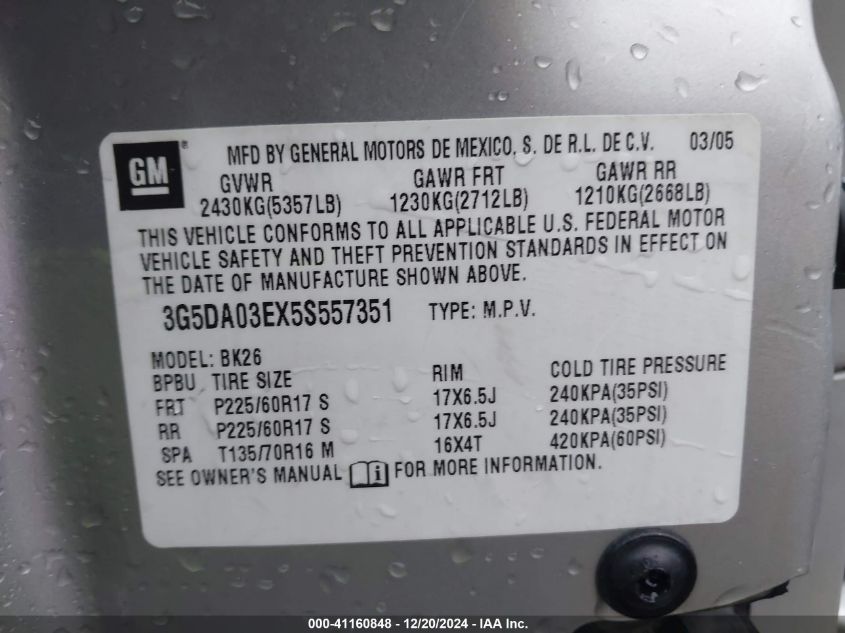 GM ® MFD BY GENERAL MOTORS DE MEXICO, S. DE R.L. DE C.V. 03/05
GVWR GAWR FRT GAWR RR
2430KG(5357LB) 1230KG(2712LB) 1210KG(2668LB)
THIS VEHICLE CONFORMS TO ALL APPLICABLE U.S. FEDERAL MOTOR
VEHICLE SAFETY AND THEFT PREVENTION STANDARDS IN EFFECT ON
THE DATE OF MANUFACTURE SHOWN ABOVE.
3G5DA03EX5S557351 TYPE: M.P.V.
MODEL: BK26
BPBU TIRE SIZE RIM COLD TIRE PRESSURE
FRT P225/60R17 S 17X6.5J 240KPA(35PSI)
RR P225/60R17 S 17X6.5J 240KPA(35PSI)
SPA T135/70R16 M 16X4T 420KPA(60PSI)
SEE OWNER'S MANUAL i FOR MORE INFORMATION.
000-41160848 - 12/20/2024 - IAA Inc.